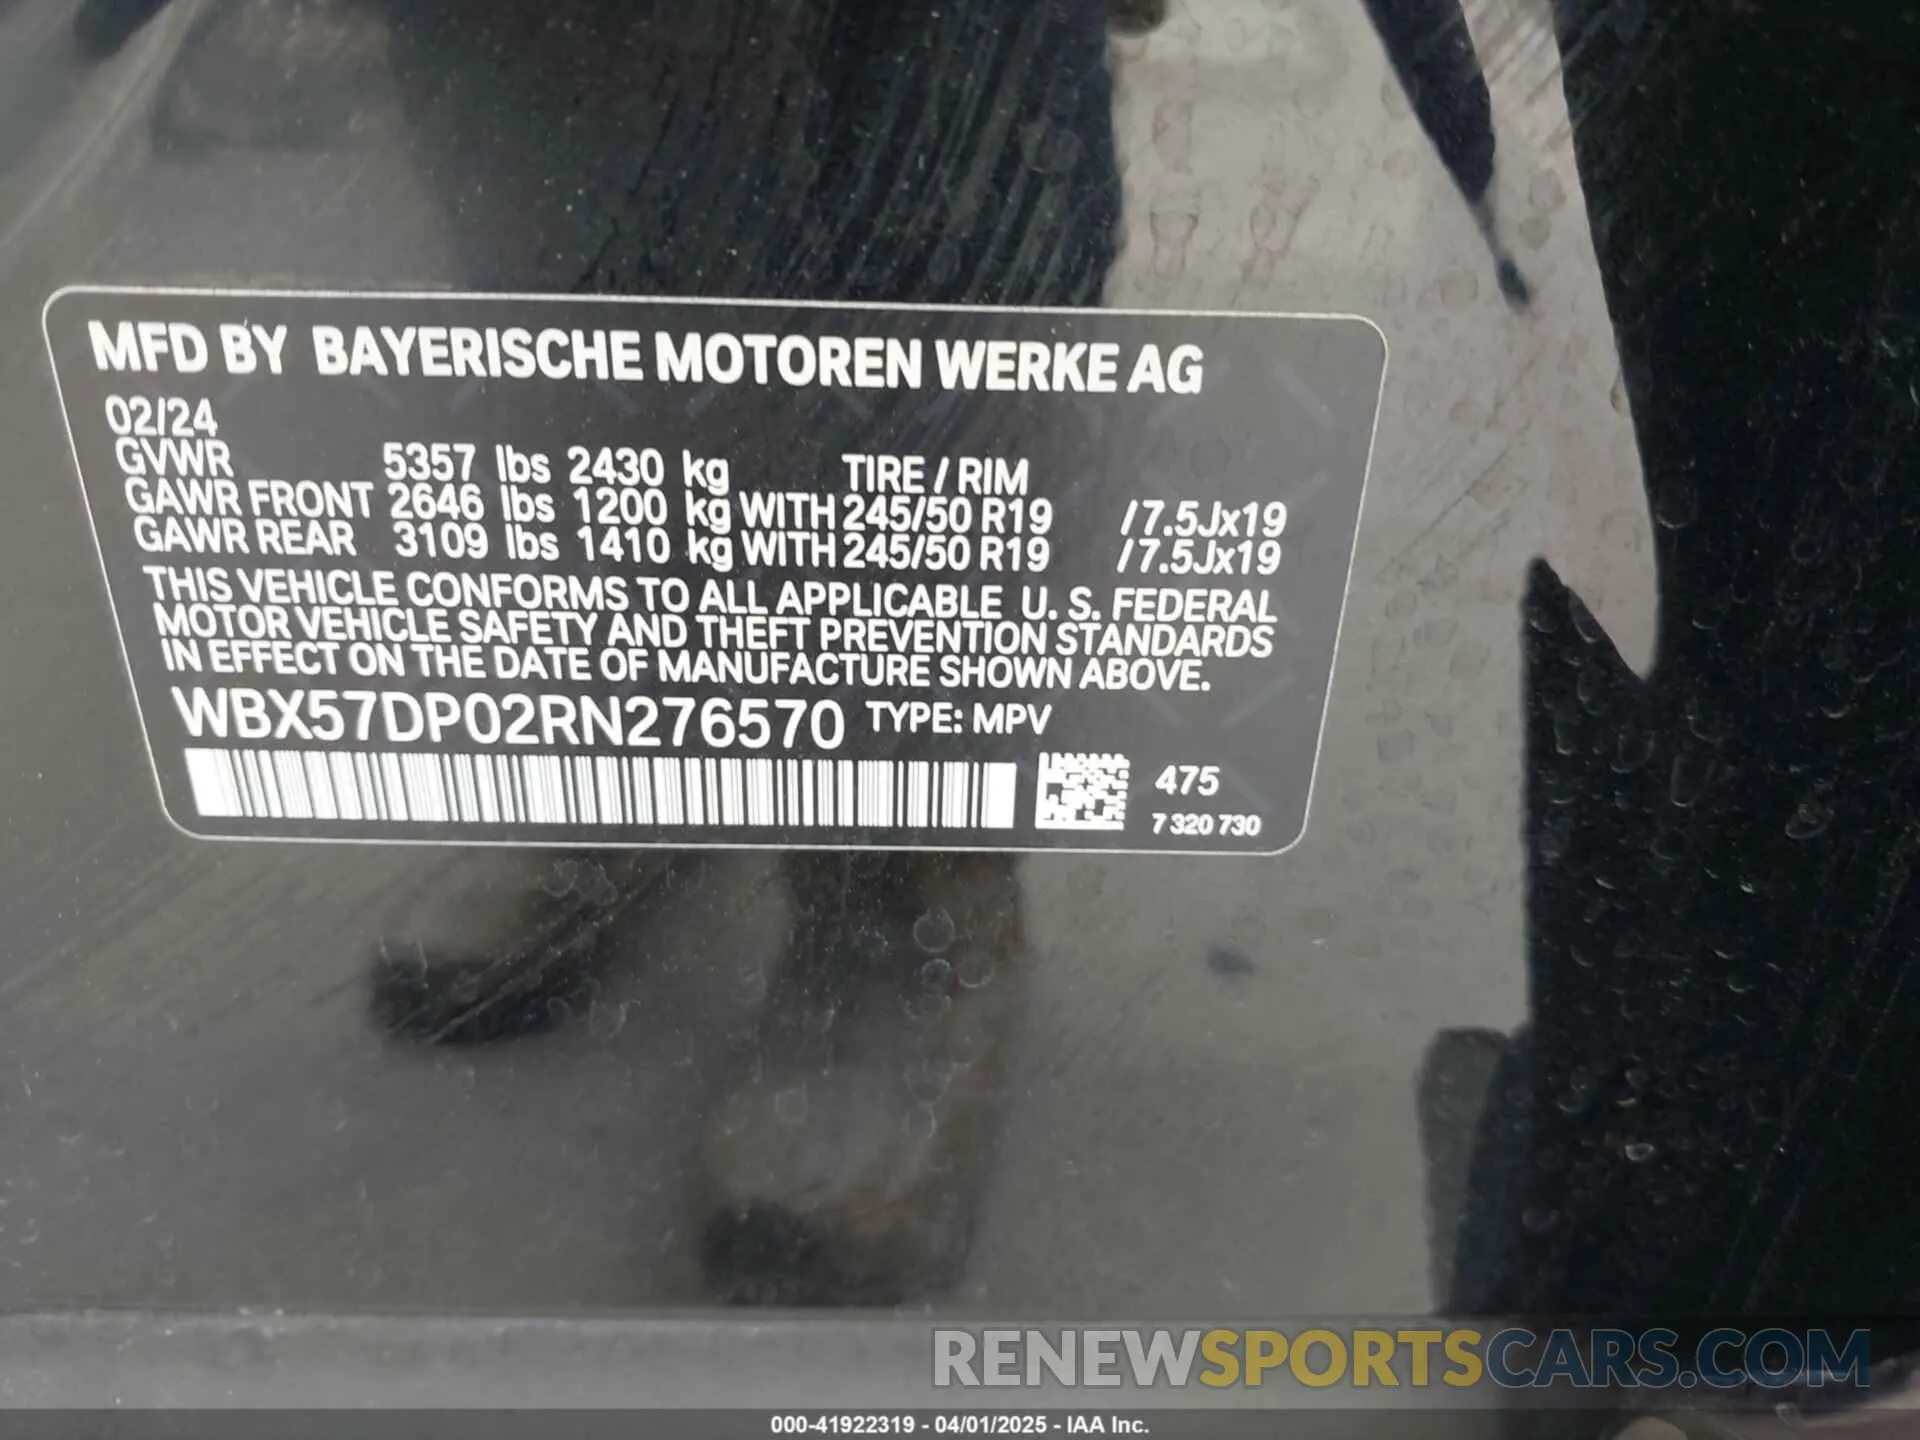 MFD BY BAYERISCHE MOTOREN WERKE AG
02/24
GVWR 5357 lbs 2430 kg TIRE / RIM
GAWR FRONT 2646 lbs 1200 kg WITH 245/50 R19 /7.5Jx19
GAWR REAR 3109 lbs 1410 kg WITH 245/50 R19 /7.5Jx19
THIS VEHICLE CONFORMS TO ALL APPLICABLE U. S. FEDERAL
MOTOR VEHICLE SAFETY AND THEFT PREVENTION STANDARDS
IN EFFECT ON THE DATE OF MANUFACTURE SHOWN ABOVE.
WBX57DP02RN276570 TYPE: MPV
475
7 320 730
RENEWSPORTSCARS.COM
000-41922319 - 04/01/2025 - IAA Inc.